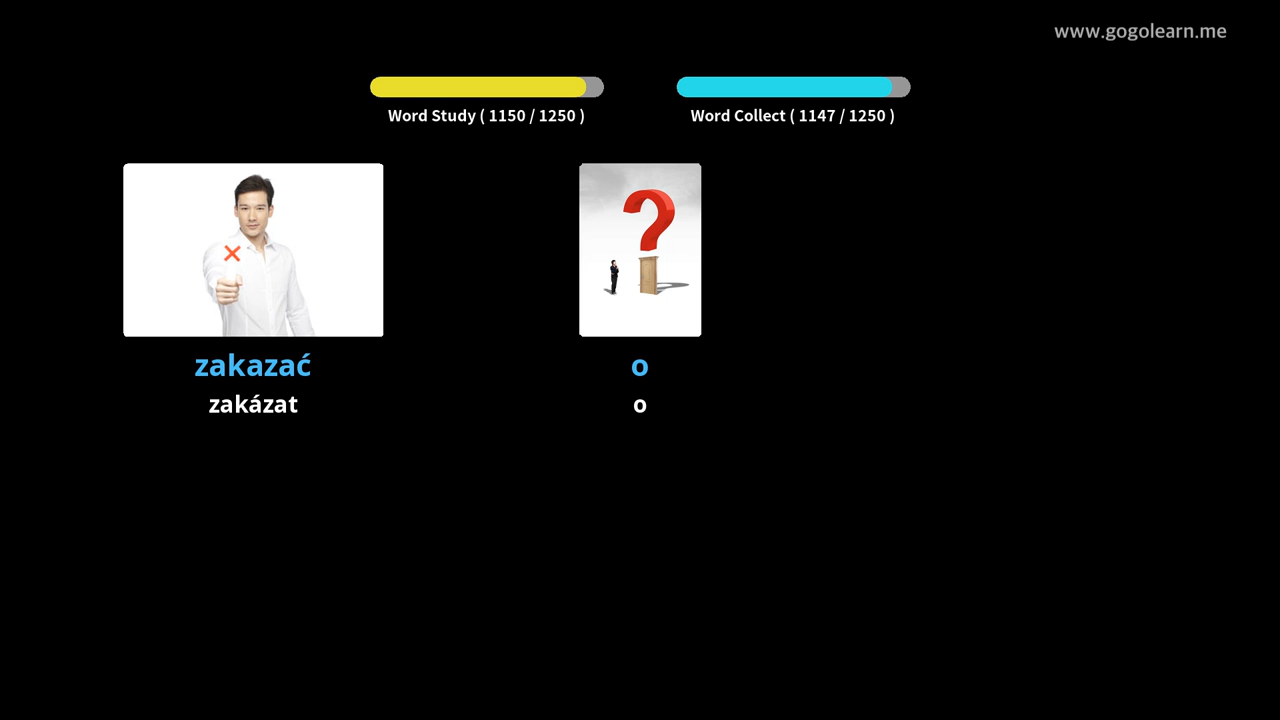 www.gogolearn.me
Word Study ( 1150 / 1250 )
Word Collect ( 1147 / 1250 )
zakazać
o
zakázat
o